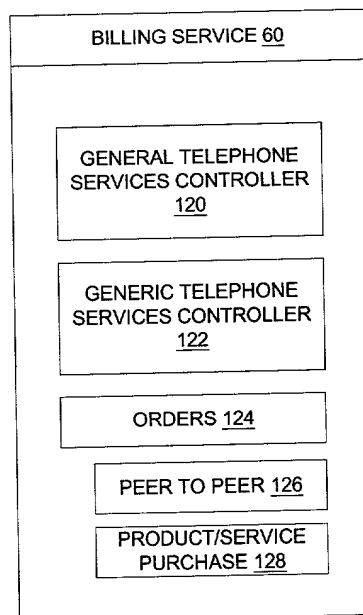 BILLING SERVICE 60
GENERAL TELEPHONE
SERVICES CONTROLLER
120
GENERIC TELEPHONE
SERVICES CONTROLLER
122
ORDERS 124
PEER TO PEER 126
PRODUCT/SERVICE
PURCHASE 128